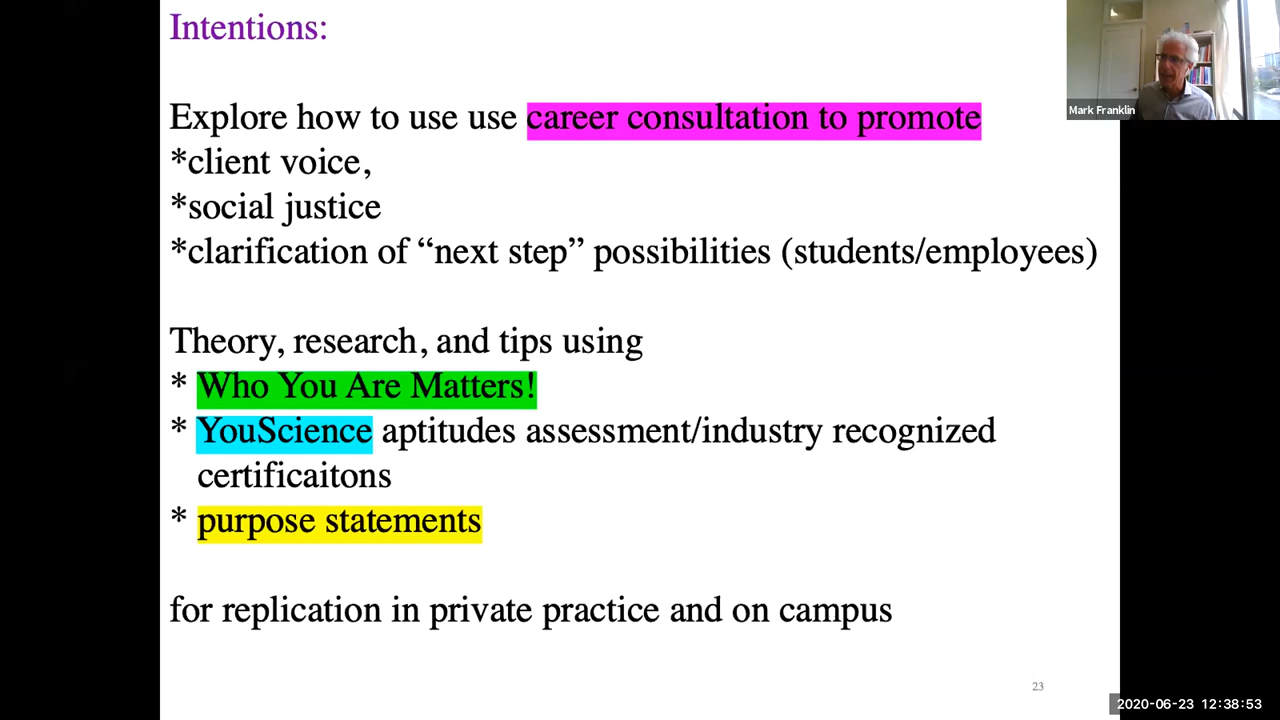 Intentions:
Explore how to use use career consultation to promote
*client voice,
*social justice
*clarification of “next step” possibilities (students/employees)
Theory, research, and tips using
* Who You Are Matters!
* YouScience aptitudes assessment/industry recognized
certificaitons
* purpose statements
for replication in private practice and on campus
23
Mark Franklin
2020-06-23 12:38:53